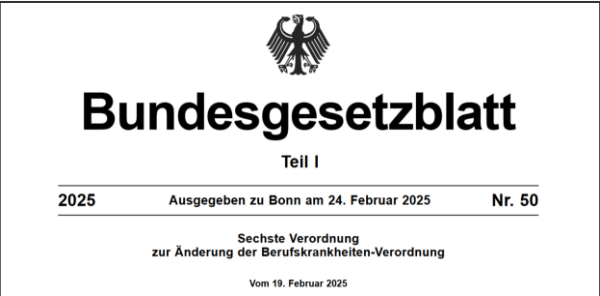 Bundesgesetzblatt
Teil I
2025 Ausgegeben zu Bonn am 24. Februar 2025 Nr. 50
Sechste Verordnung
zur Änderung der Berufskrankheiten-Verordnung
Vom 19. Februar 2025